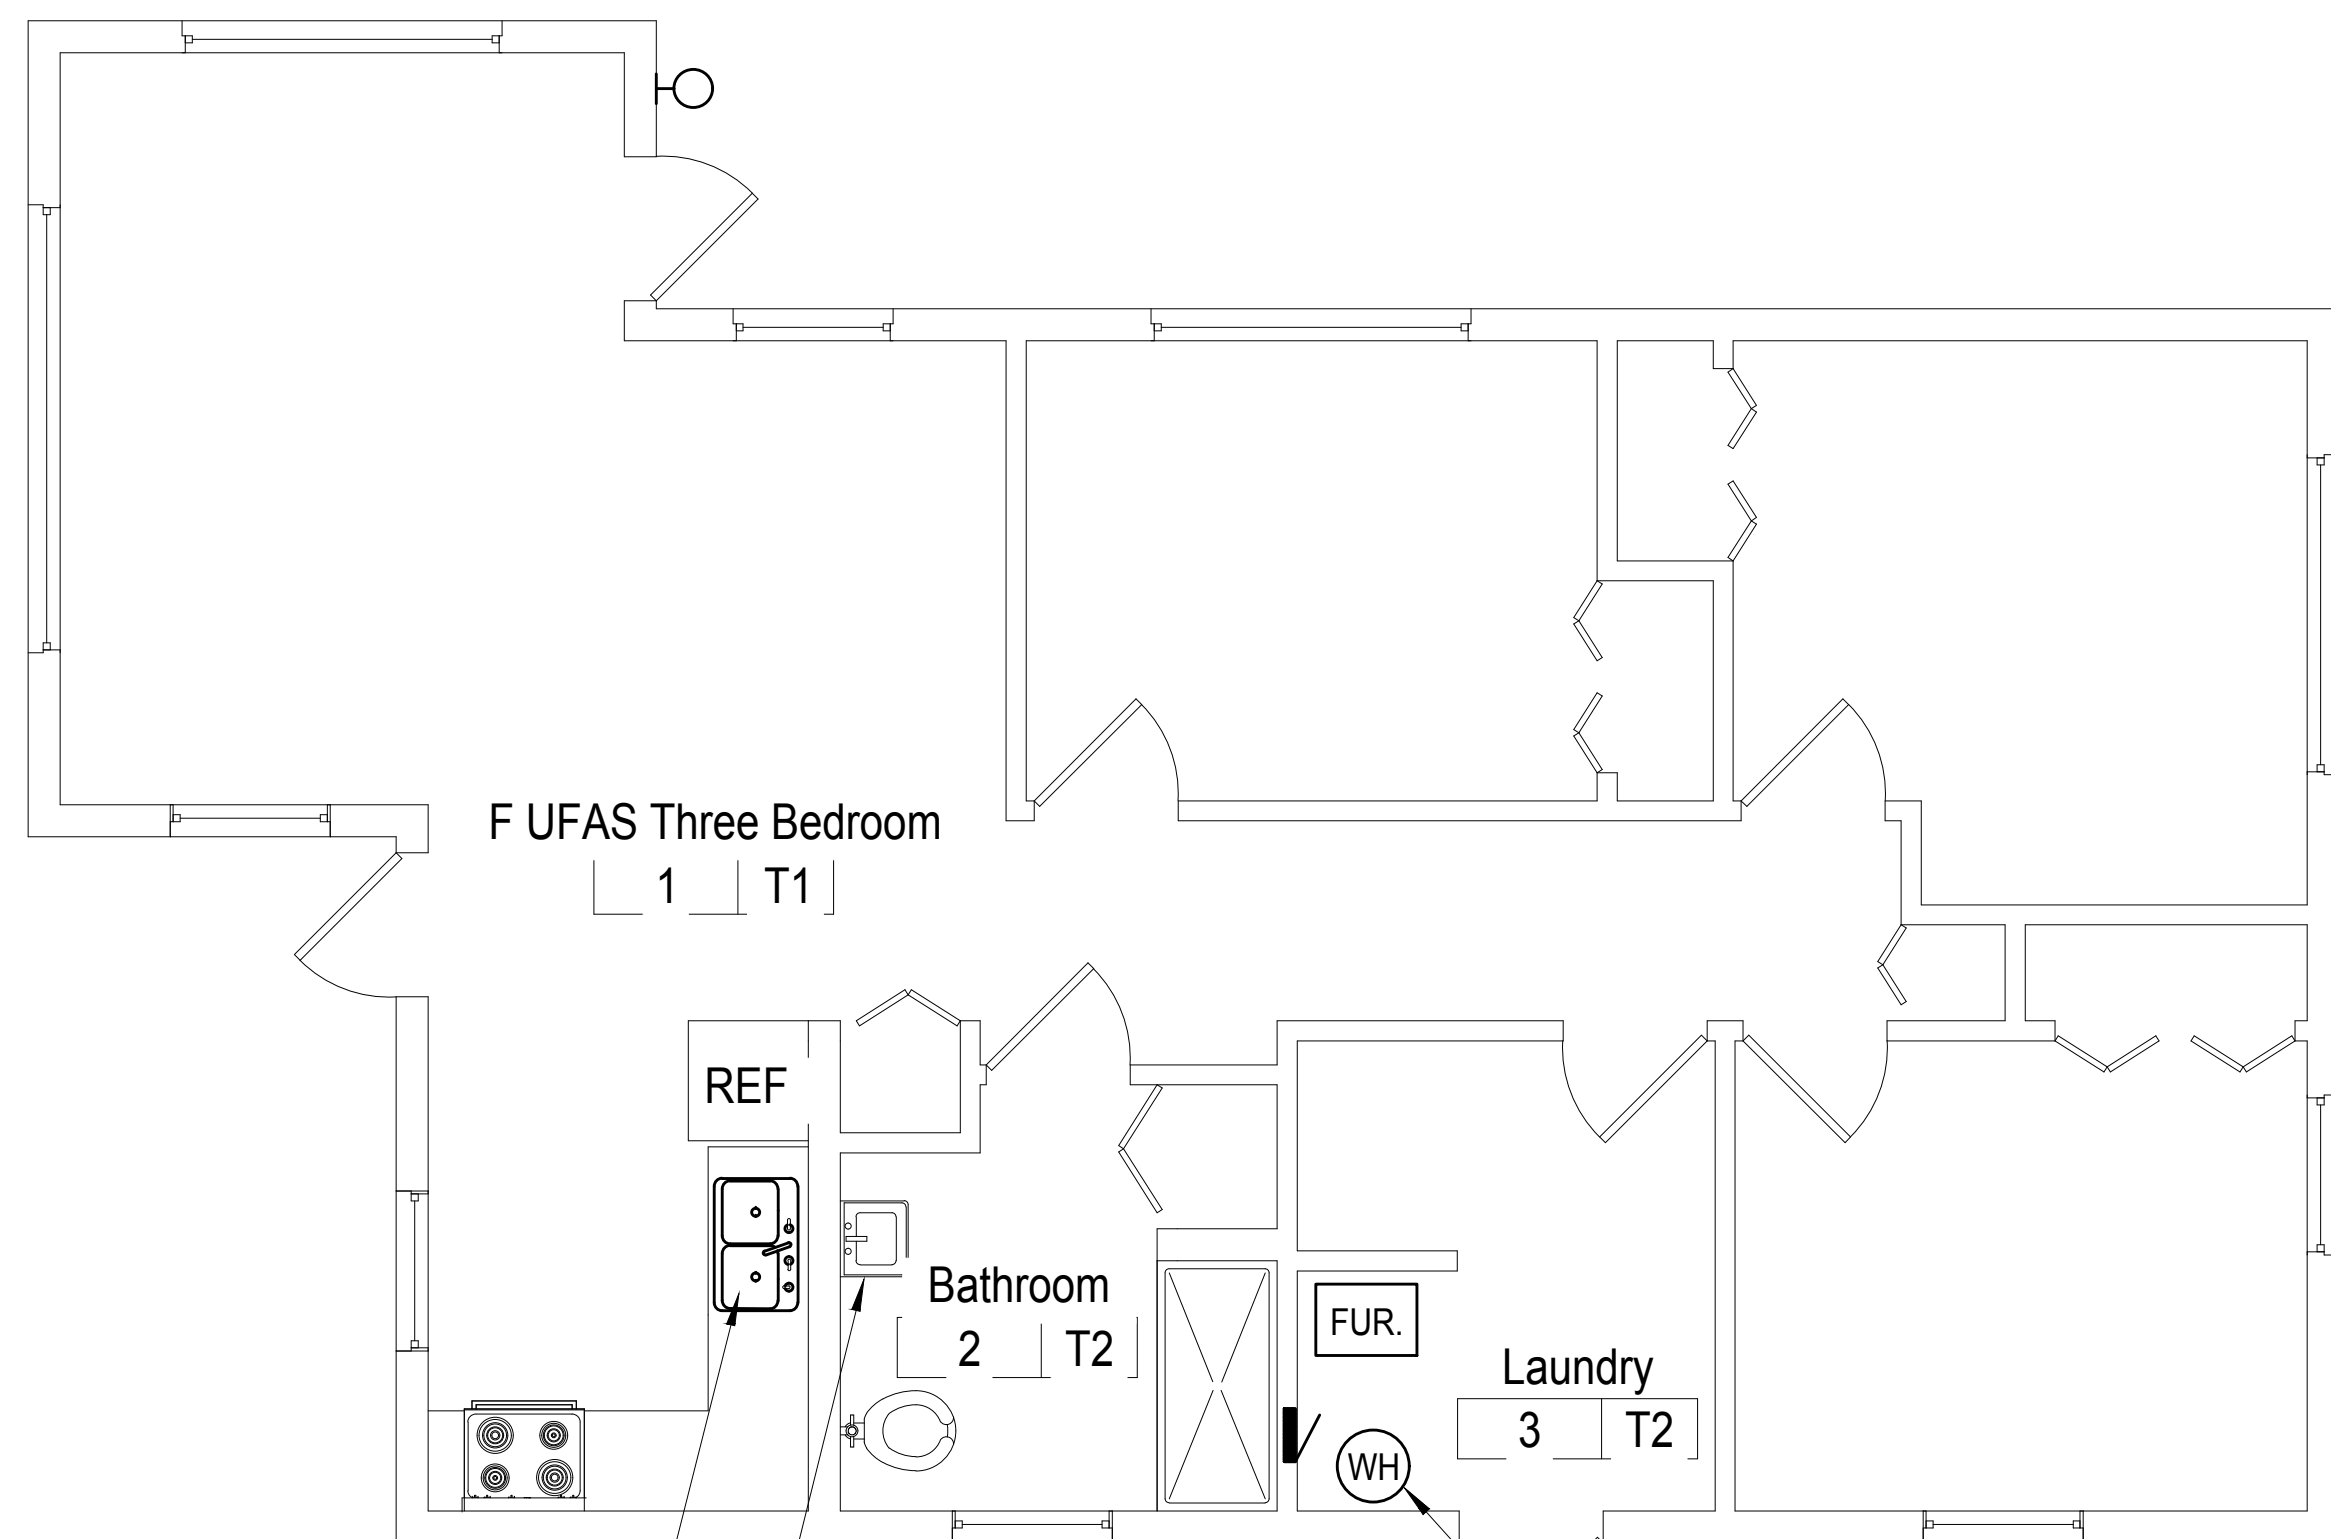 F UFAS Three Bedroom
1 T1
REF
Bathroom
2 T2
FUR.
Laundry
3 T2
WH